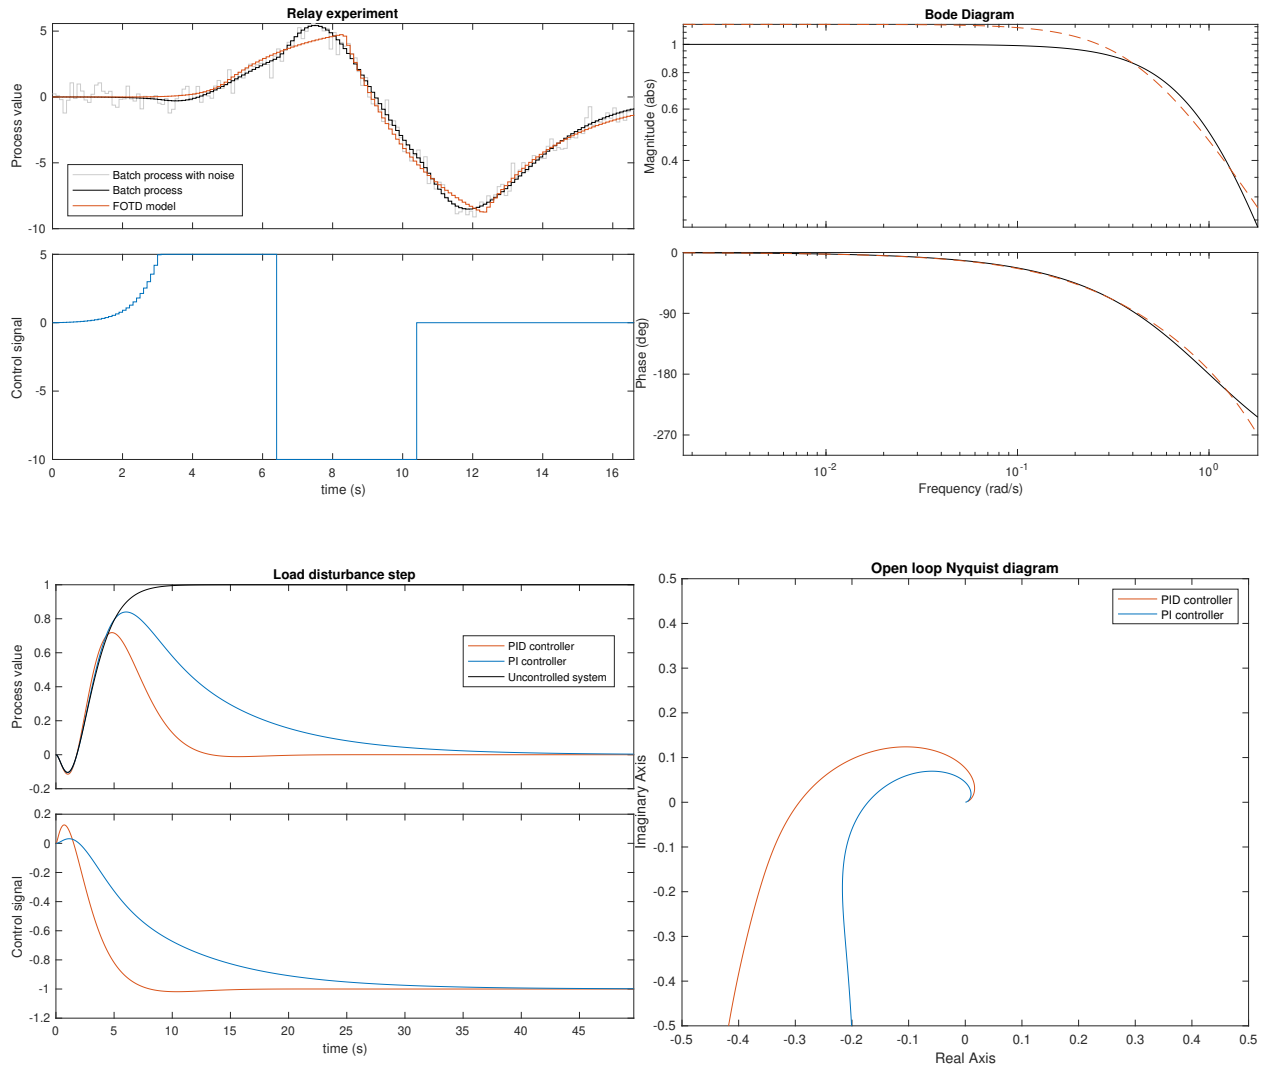 Relay experiment
Process value
5
0
-5
-10
Batch process with noise
Batch process
FOTD model
Control signal
5
0
-5
-10
0 2 4 6 8 10 12 14 16
time (s)
Bode Diagram
Magnitude (abs)
1
0.8
0.6
0.4
Phase (deg)
0
-90
-180
-270
10^-2 10^-1 10^0
Frequency (rad/s)
Load disturbance step
Process value
1
0.8
0.6
0.4
0.2
0
-0.2
PID controller
PI controller
Uncontrolled system
Control signal
0.2
0
-0.2
-0.4
-0.6
-0.8
-1
-1.2
0 5 10 15 20 25 30 35 40 45
time (s)
Open loop Nyquist diagram
Imaginary Axis
0.5
0.4
0.3
0.2
0.1
0
-0.1
-0.2
-0.3
-0.4
-0.5
PID controller
PI controller
-0.5 -0.4 -0.3 -0.2 -0.1 0 0.1 0.2 0.3 0.4 0.5
Real Axis